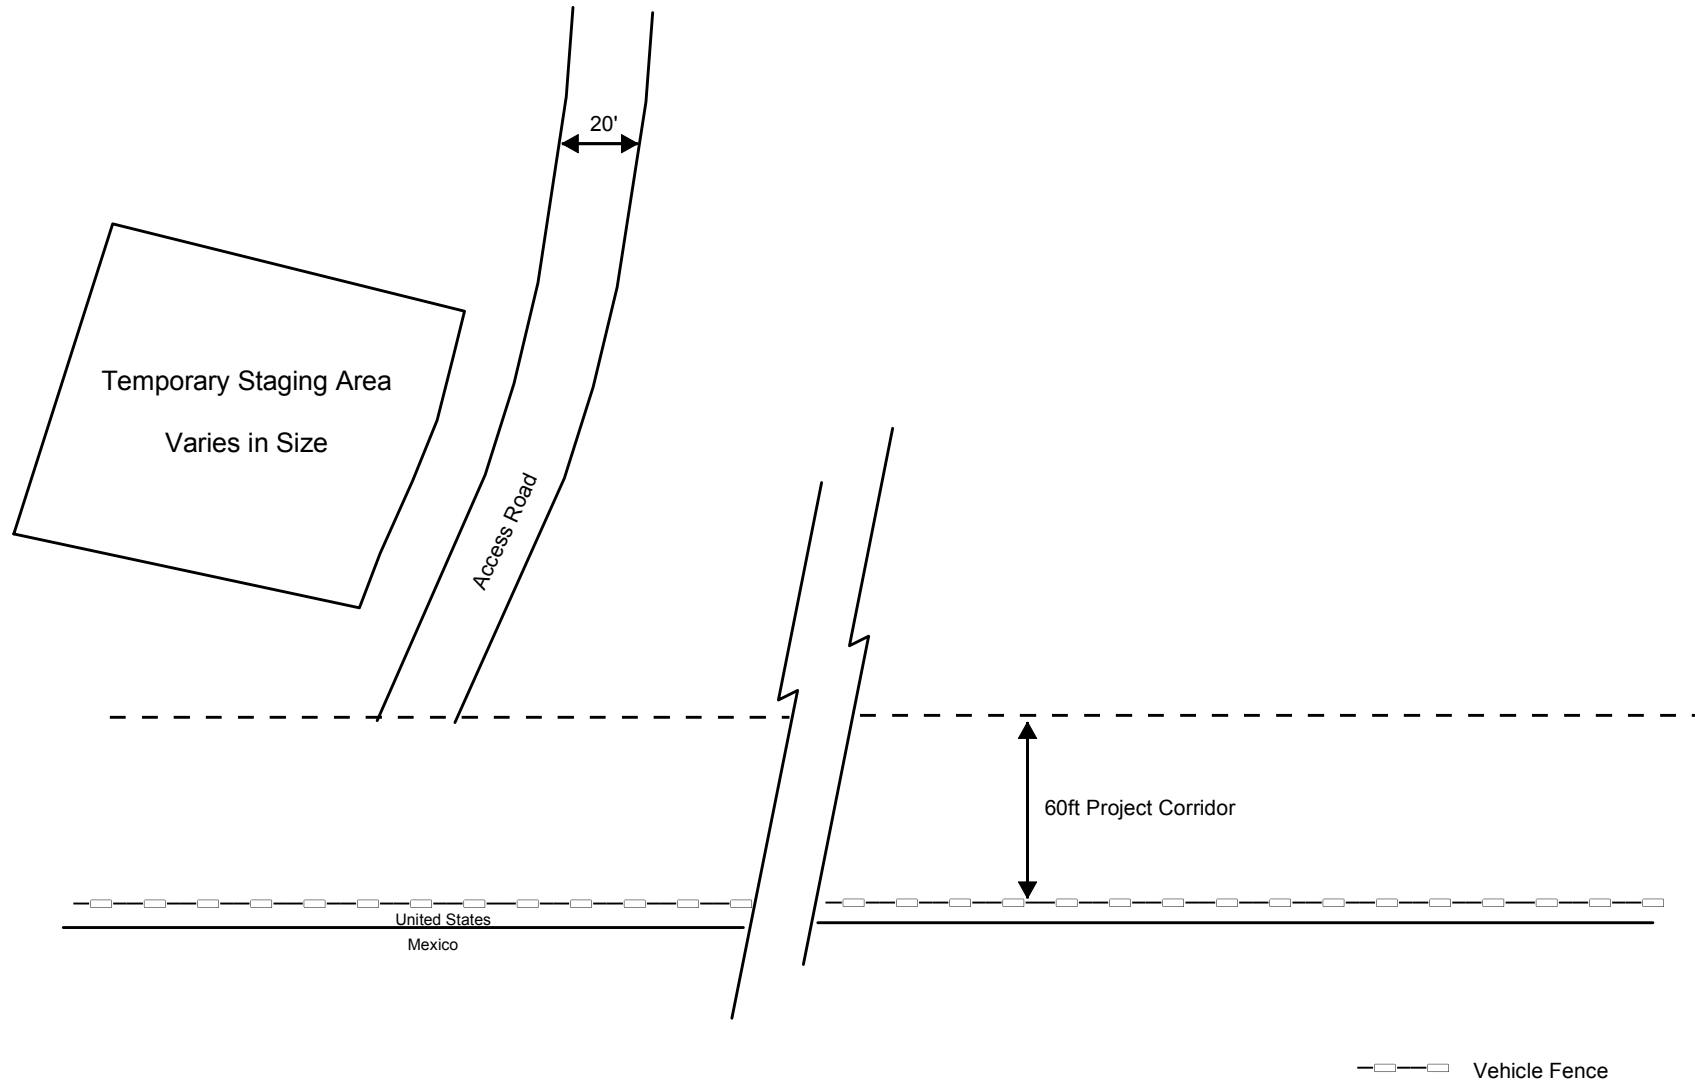 20'
Temporary Staging Area
Varies in Size
Access Road
60ft Project Corridor
United States
Mexico
Vehicle Fence